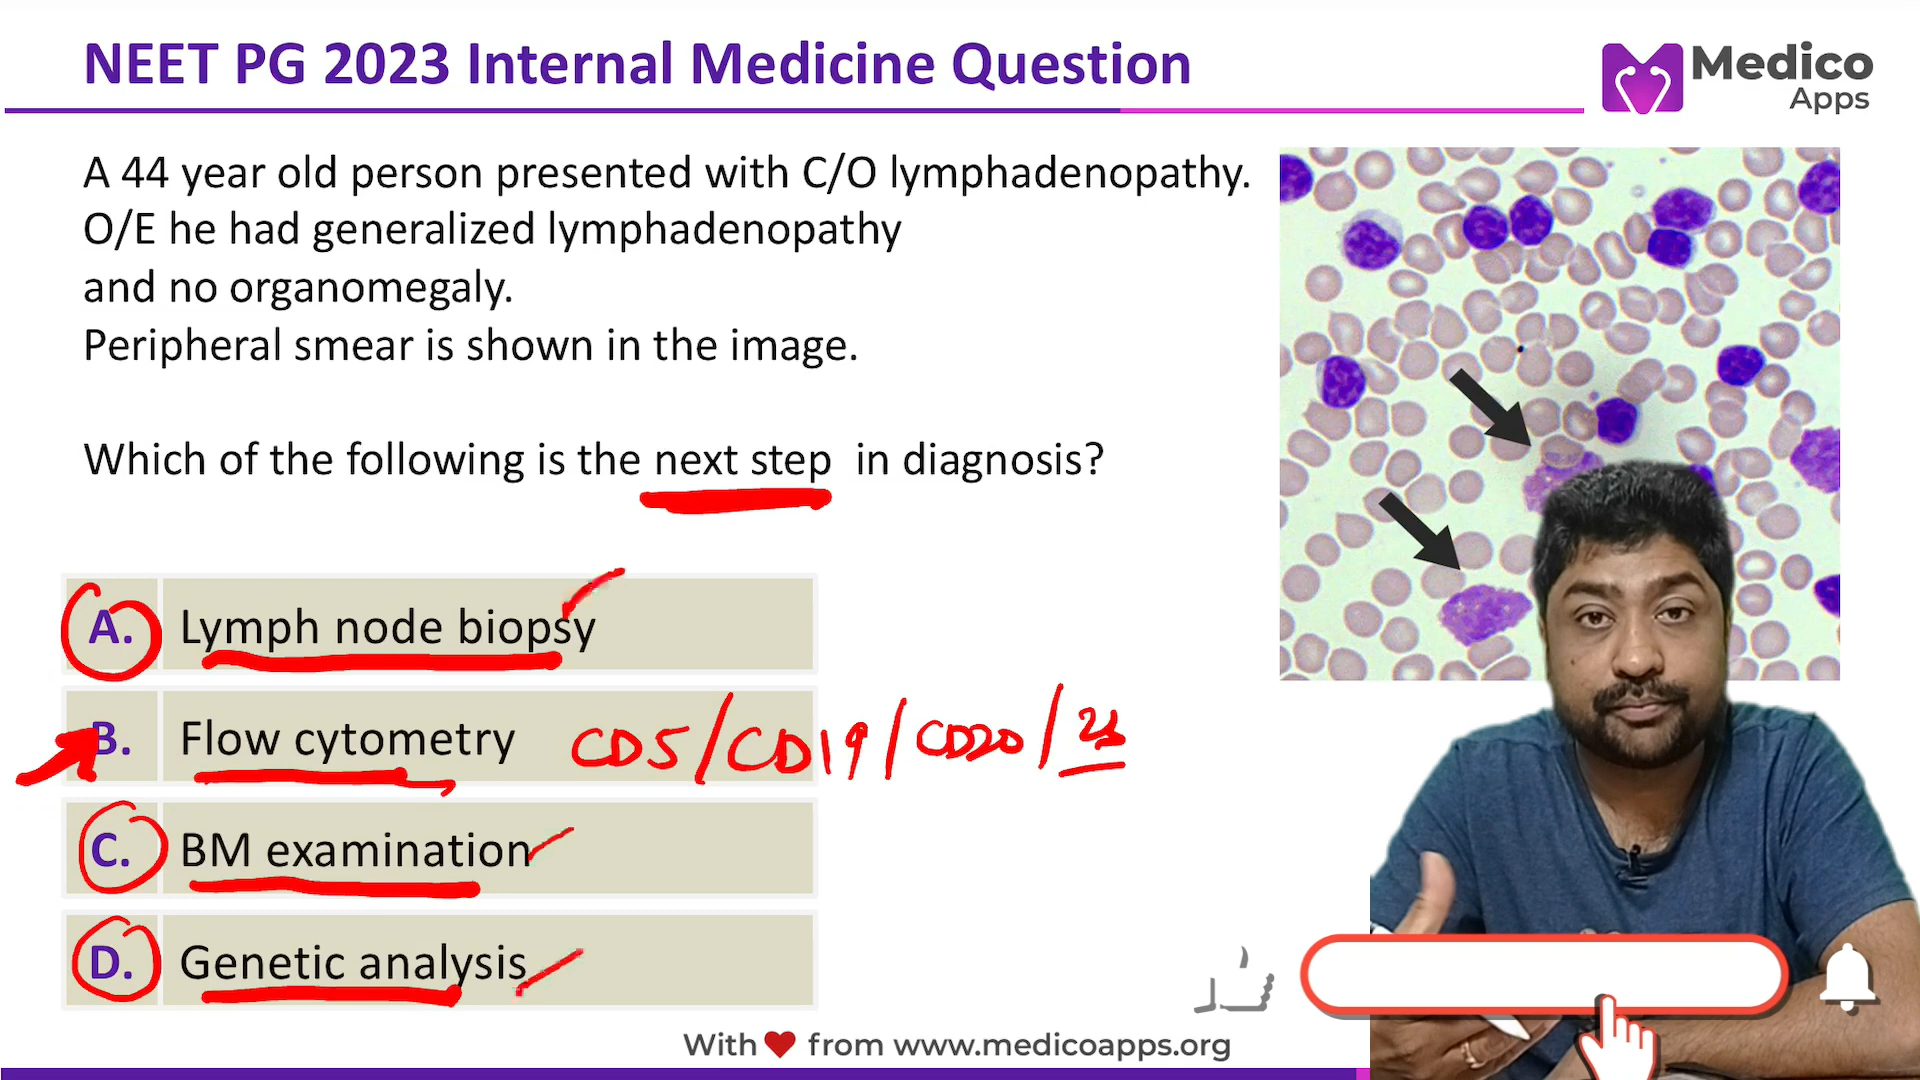 NEET PG 2023 Internal Medicine Question
Medico
Apps
A 44 year old person presented with C/O lymphadenopathy.
O/E he had generalized lymphadenopathy
and no organomegaly.
Peripheral smear is shown in the image.
Which of the following is the next step in diagnosis?
A. Lymph node biopsy
B. Flow cytometry CD5/CD19/CD20/23
C. BM examination
D. Genetic analysis
With ❤ from www.medicoapps.org